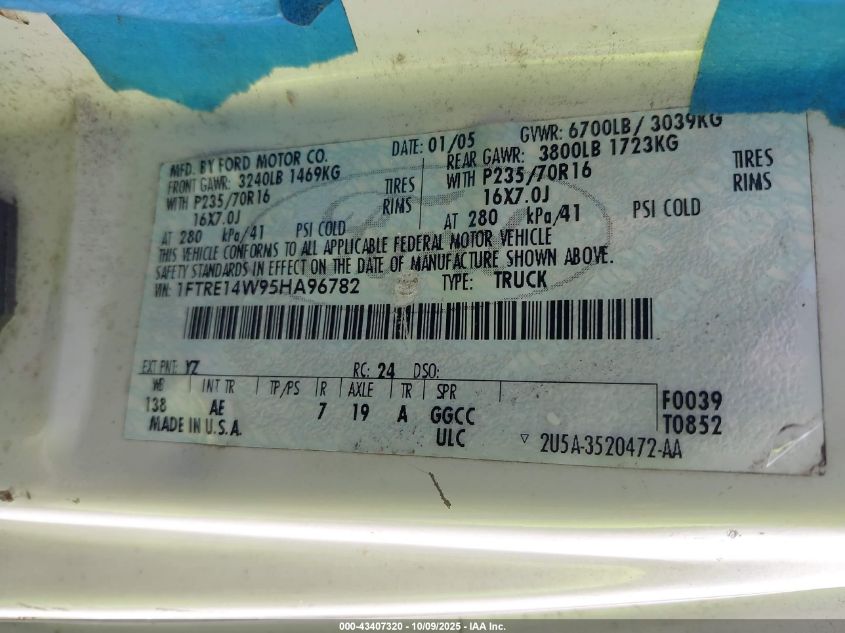 MFD. BY FORD MOTOR CO. DATE: 01/05 GVWR: 6700LB/ 3039KG
FRONT GAWR: 3240LB 1469KG REAR GAWR: 3800LB 1723KG
WITH P235/70R16 TIRES WITH P235/70R16 TIRES
16X7.0J RIMS 16X7.0J RIMS
AT 280 kPa/41 PSI COLD AT 280 kPa/41 PSI COLD
THIS VEHICLE CONFORMS TO ALL APPLICABLE FEDERAL MOTOR VEHICLE
SAFETY STANDARDS IN EFFECT ON THE DATE OF MANUFACTURE SHOWN ABOVE.
VIN: 1FTRE14W95HA96782 TYPE: TRUCK
EXT PNT: YZ RC: 24 DSO:
WB INT TR TP/PS R AXLE TR SPR
138 AE 7 19 A GGCC F0039
MADE IN U.S.A. ULC T0852
▽ 2U5A-3520472-AA
000-43407320 - 10/09/2025 - IAA Inc.